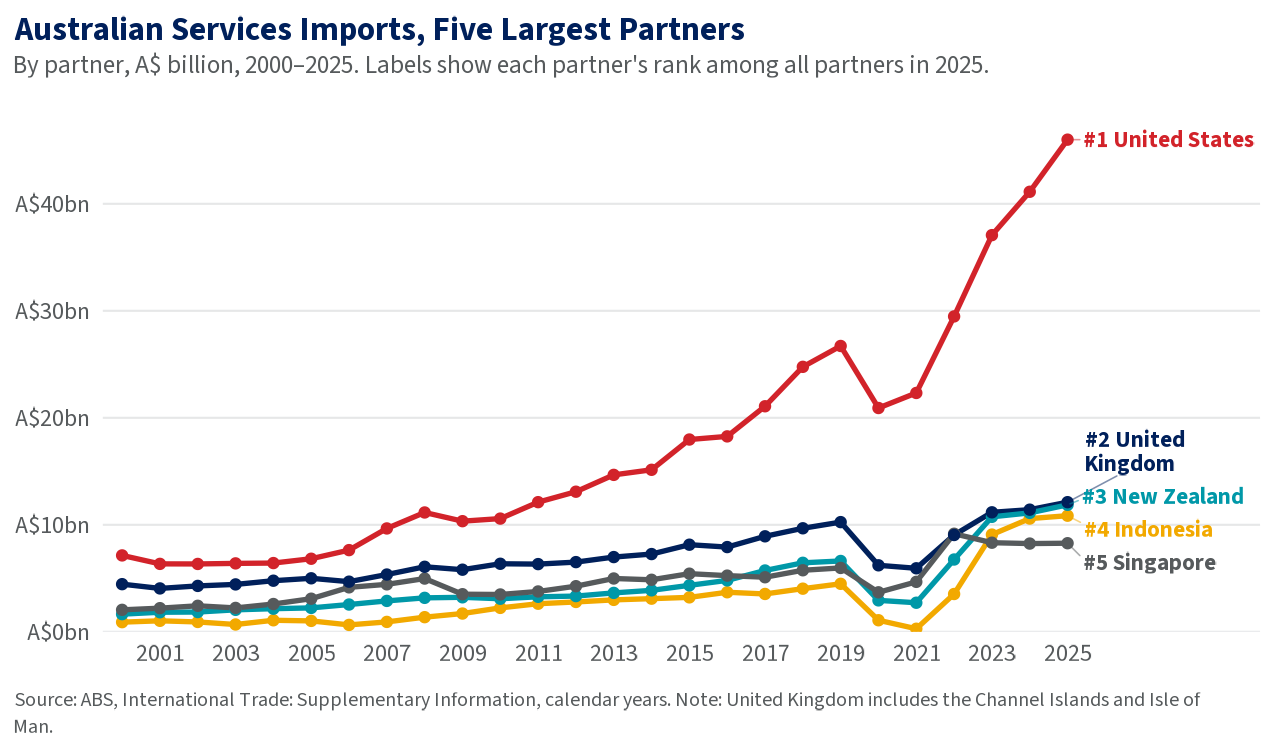 Australian Services Imports, Five Largest Partners
By partner, A$ billion, 2000–2025. Labels show each partner's rank among all partners in 2025.
#1 United States
A$40bn
A$30bn
A$20bn
#2 United
Kingdom
#3 New Zealand
A$10bn
#4 Indonesia
#5 Singapore
A$0bn
2001 2003 2005 2007 2009 2011 2013 2015 2017 2019 2021 2023 2025
Source: ABS, International Trade: Supplementary Information, calendar years. Note: United Kingdom includes the Channel Islands and Isle of
Man.